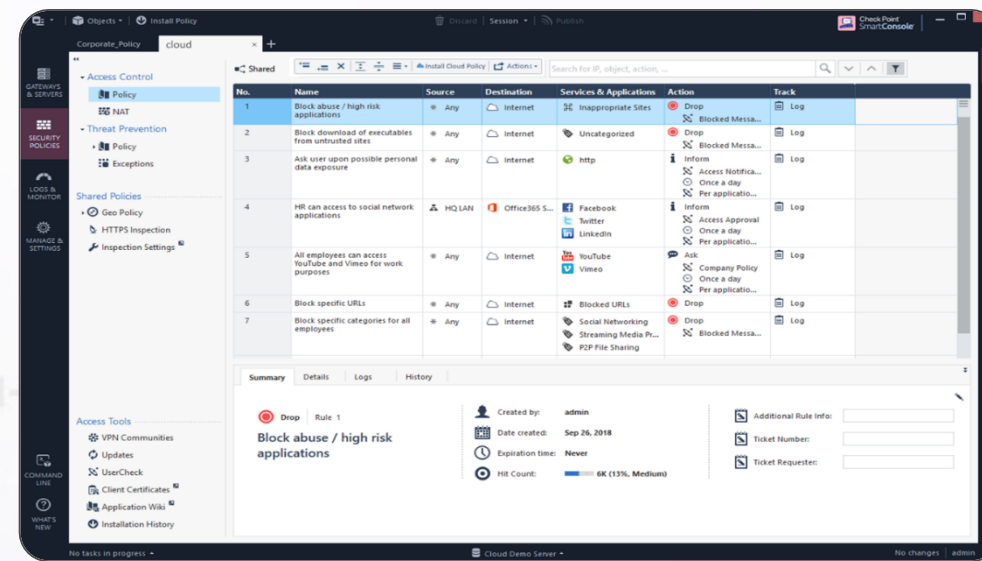 Objects
Install Policy
Discard
Session
Publish
Check Point
SmartConsole
Corporate_Policy
cloud
GATEWAYS
& SERVERS
SECURITY
POLICIES
LOGS &
MONITOR
MANAGE &
SETTINGS
COMMAND
LINE
WHAT'S
NEW
Access Control
Policy
NAT
Threat Prevention
Policy
Exceptions
Shared Policies
Geo Policy
HTTPS Inspection
Inspection Settings
Access Tools
VPN Communities
Updates
UserCheck
Client Certificates
Application Wiki
Installation History
Shared
Install Cloud Policy
Actions
Search for IP, object, action, ...
No. Name Source Destination Services & Applications Action Track
1 Block abuse / high risk Any Internet Inappropriate Sites Drop Log
applications Blocked Messa...
2 Block download of executables Any Internet Uncategorized Drop Log
from untrusted sites Blocked Messa...
3 Ask user upon possible personal Any Internet http Inform Log
data exposure Access Notifica...
Once a day
Per applicatio...
4 HR can access to social network HQ LAN Office365 S... Facebook Inform Log
applications Twitter Access Approval
LinkedIn Once a day
Per applicatio...
5 All employees can access Any Internet YouTube Ask Log
YouTube and Vimeo for work Vimeo Company Policy
purposes Once a day
Per applicatio...
6 Block specific URLs Any Internet Blocked URLs Drop Log
7 Block specific categories for all Any Internet Social Networking Drop Log
employees Streaming Media Pr... Blocked Messa...
P2P File Sharing
Summary Details Logs History
Drop Rule 1
Block abuse / high risk
applications
Created by: admin
Date created: Sep 26, 2018
Expiration time: Never
Hit Count: 6K (13%, Medium)
Additional Rule Info:
Ticket Number:
Ticket Requester:
No tasks in progress
Cloud Demo Server
No changes admin